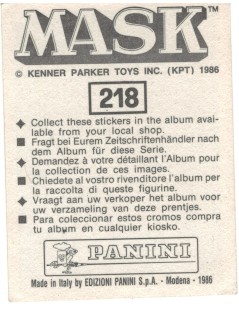 MASK™
© KENNER PARKER TOYS INC. (KPT) 1986
218
◆ Collect these stickers in the album avai-
lable from your local shop.
■ Fragt bei Eurem Zeitschriftenhändler nach
dem Album für diese Serie.
◆ Demandez à votre détaillant l'Album pour
la collection de ces images.
■ Chiedete al vostro rivenditore l'album per
la raccolta di queste figurine.
◆ Vraagt aan uw verkoper het album voor
uw verzameling van deze prentjes.
■ Para coleccionar estos cromos compra
tu album en cualquier kiosko.
PANINI
Made in Italy by EDIZIONI PANINI S.p.A. - Modena - 1986